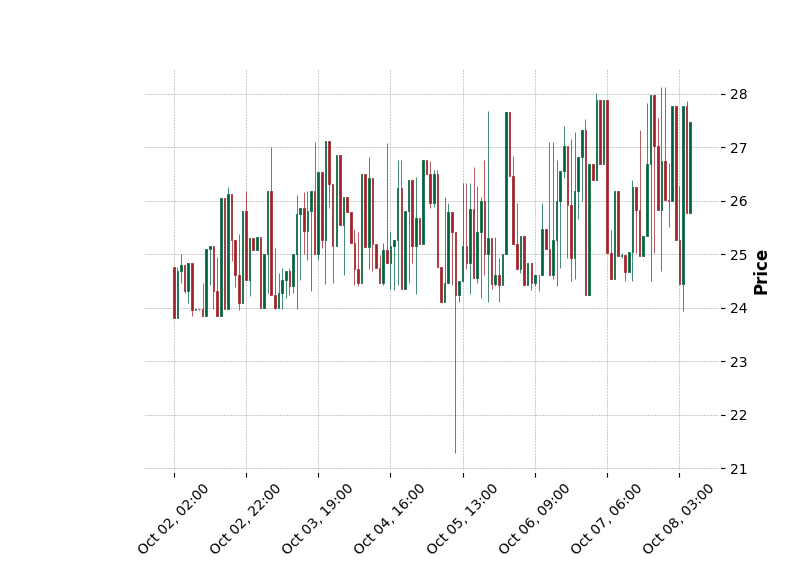 28
27
26
25
24
23
22
21
Price
Oct 02, 02:00
Oct 02, 22:00
Oct 03, 19:00
Oct 04, 16:00
Oct 05, 13:00
Oct 06, 09:00
Oct 07, 06:00
Oct 08, 03:00